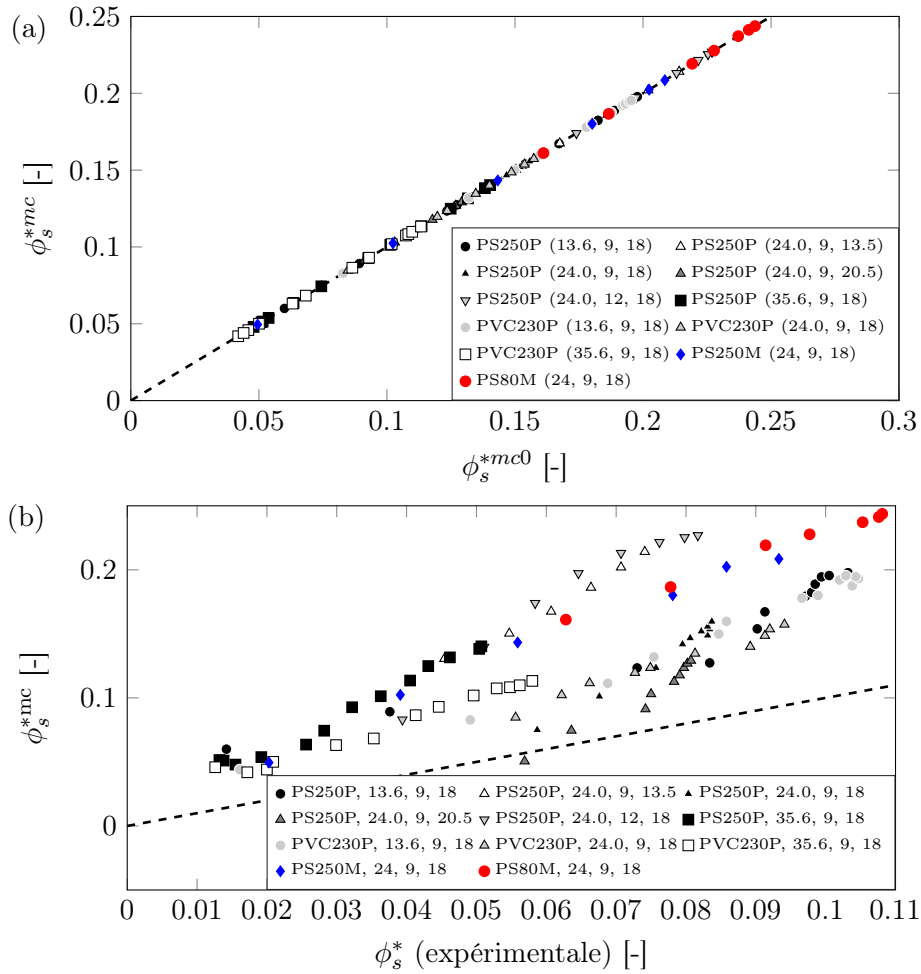 (a)
0.25
0.2
0.15
0.1
0.05
0
ϕ_s^{*mc} [-]
PS250P (13.6, 9, 18) PS250P (24.0, 9, 13.5)
PS250P (24.0, 9, 18) PS250P (24.0, 9, 20.5)
PS250P (24.0, 12, 18) PS250P (35.6, 9, 18)
PVC230P (13.6, 9, 18) PVC230P (24.0, 9, 18)
PVC230P (35.6, 9, 18) PS250M (24, 9, 18)
PS80M (24, 9, 18)
0 0.05 0.1 0.15 0.2 0.25 0.3
ϕ_s^{*mc0} [-]
(b)
0.2
0.1
0
ϕ_s^{*mc} [-]
PS250P, 13.6, 9, 18 PS250P, 24.0, 9, 13.5 PS250P, 24.0, 9, 18
PS250P, 24.0, 9, 20.5 PS250P, 24.0, 12, 18 PS250P, 35.6, 9, 18
PVC230P, 13.6, 9, 18 PVC230P, 24.0, 9, 18 PVC230P, 35.6, 9, 18
PS250M, 24, 9, 18 PS80M, 24, 9, 18
0 0.01 0.02 0.03 0.04 0.05 0.06 0.07 0.08 0.09 0.1 0.11
ϕ_s^* (expérimentale) [-]